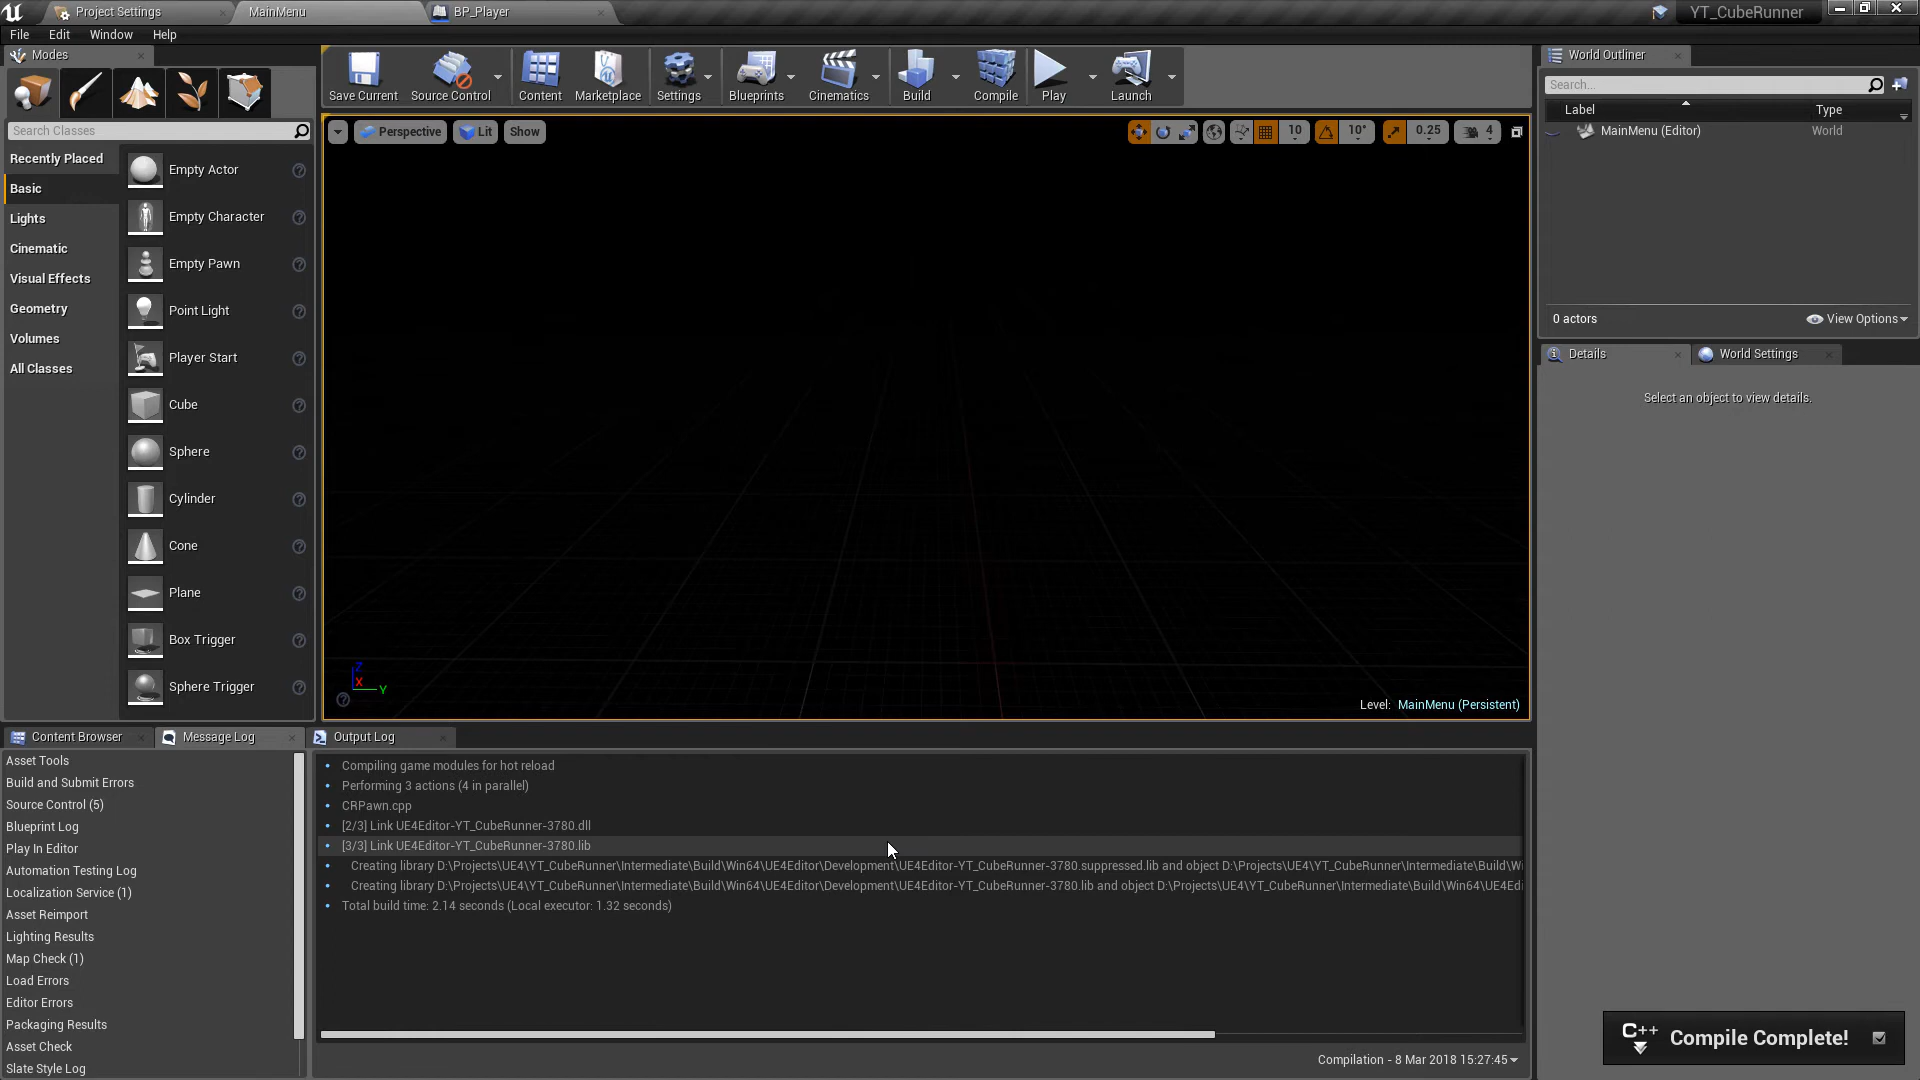 Project Settings
MainMenu
BP_Player
YT_CubeRunner
File
Edit
Window
Help
Modes
Search Classes
Recently Placed
Basic
Lights
Cinematic
Visual Effects
Geometry
Volumes
All Classes
Empty Actor
Empty Character
Empty Pawn
Point Light
Player Start
Cube
Sphere
Cylinder
Cone
Plane
Box Trigger
Sphere Trigger
Save Current
Source Control
Content
Marketplace
Settings
Blueprints
Cinematics
Build
Compile
Play
Launch
Perspective
Lit
Show
10
10°
0.25
4
Z
X
Y
Level: MainMenu (Persistent)
World Outliner
Search...
Label
Type
MainMenu (Editor)
World
0 actors
View Options
Details
World Settings
Select an object to view details.
Content Browser
Message Log
Output Log
Asset Tools
Build and Submit Errors
Source Control (5)
Blueprint Log
Play In Editor
Automation Testing Log
Localization Service (1)
Asset Reimport
Lighting Results
Map Check (1)
Load Errors
Editor Errors
Packaging Results
Asset Check
Slate Style Log
Compiling game modules for hot reload
Performing 3 actions (4 in parallel)
CRPawn.cpp
[2/3] Link UE4Editor-YT_CubeRunner-3780.dll
[3/3] Link UE4Editor-YT_CubeRunner-3780.lib
Creating library D:\Projects\UE4\YT_CubeRunner\Intermediate\Build\Win64\UE4Editor\Development\UE4Editor-YT_CubeRunner-3780.suppressed.lib and object D:\Projects\UE4\YT_CubeRunner\Intermediate\Build\Wi
Creating library D:\Projects\UE4\YT_CubeRunner\Intermediate\Build\Win64\UE4Editor\Development\UE4Editor-YT_CubeRunner-3780.lib and object D:\Projects\UE4\YT_CubeRunner\Intermediate\Build\Win64\UE4Edi
Total build time: 2.14 seconds (Local executor: 1.32 seconds)
Compilation - 8 Mar 2018 15:27:45
C++
Compile Complete!